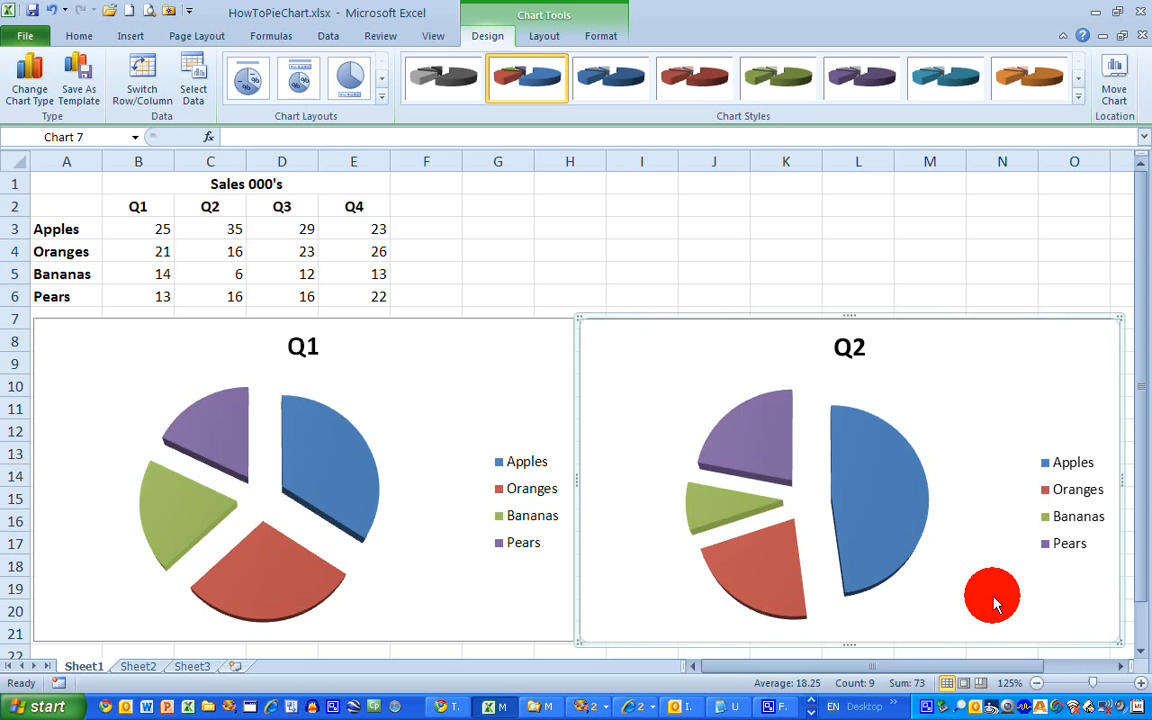 HowToPieChart.xlsx - Microsoft Excel
Chart Tools
File Home Insert Page Layout Formulas Data Review View Design Layout Format
Change Chart Type
Save As Template
Switch Row/Column
Select Data
Move Chart
Type Data Chart Layouts Chart Styles Location
Chart 7 fx
A B C D E F G H I J K L M N O
1 Sales 000's
2 Q1 Q2 Q3 Q4
3 Apples 25 35 29 23
4 Oranges 21 16 23 26
5 Bananas 14 6 12 13
6 Pears 13 16 16 22
7
8 Q1 Q2
9
10
11
12
13 Apples Apples
14 Oranges Oranges
15
16 Bananas Bananas
17 Pears Pears
18
19
20
21
22
Sheet1 Sheet2 Sheet3
Ready Average: 18.25 Count: 9 Sum: 73 125%
start T. M M 2 2 I. U F. EN Desktop